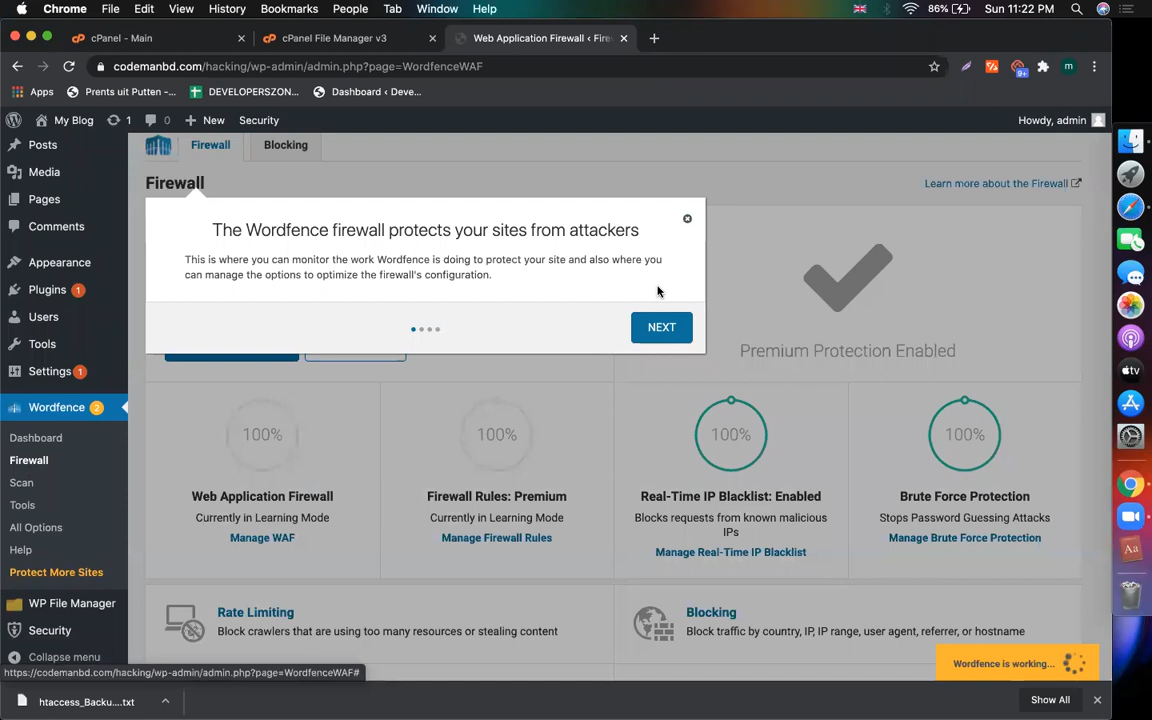 Chrome File Edit View History Bookmarks People Tab Window Help 86% Sun 11:22 PM
cPanel - Main
cPanel File Manager v3
Web Application Firewall ‹ Fire
codemanbd.com/hacking/wp-admin/admin.php?page=WordfenceWAF
9+
m
Apps
Prents uit Putten -...
DEVELOPERSZON...
Dashboard ‹ Deve...
My Blog 1 0 New Security Howdy, admin
Posts
Media
Pages
Comments
Appearance
Plugins 1
Users
Tools
Settings 1
Wordfence 2
Dashboard
Firewall
Scan
Tools
All Options
Help
Protect More Sites
WP File Manager
Security
Collapse menu
Firewall Blocking
Firewall
Learn more about the Firewall
The Wordfence firewall protects your sites from attackers
This is where you can monitor the work Wordfence is doing to protect your site and also where you
can manage the options to optimize the firewall's configuration.
NEXT
Premium Protection Enabled
100%
Web Application Firewall
Currently in Learning Mode
Manage WAF
100%
Firewall Rules: Premium
Currently in Learning Mode
Manage Firewall Rules
100%
Real-Time IP Blacklist: Enabled
Blocks requests from known malicious
IPs
Manage Real-Time IP Blacklist
100%
Brute Force Protection
Stops Password Guessing Attacks
Manage Brute Force Protection
Rate Limiting
Block crawlers that are using too many resources or stealing content
Blocking
Block traffic by country, IP, IP range, user agent, referrer, or hostname
Wordfence is working...
https://codemanbd.com/hacking/wp-admin/admin.php?page=WordfenceWAF#
htaccess_Backu....txt
Show All
tv
Aa